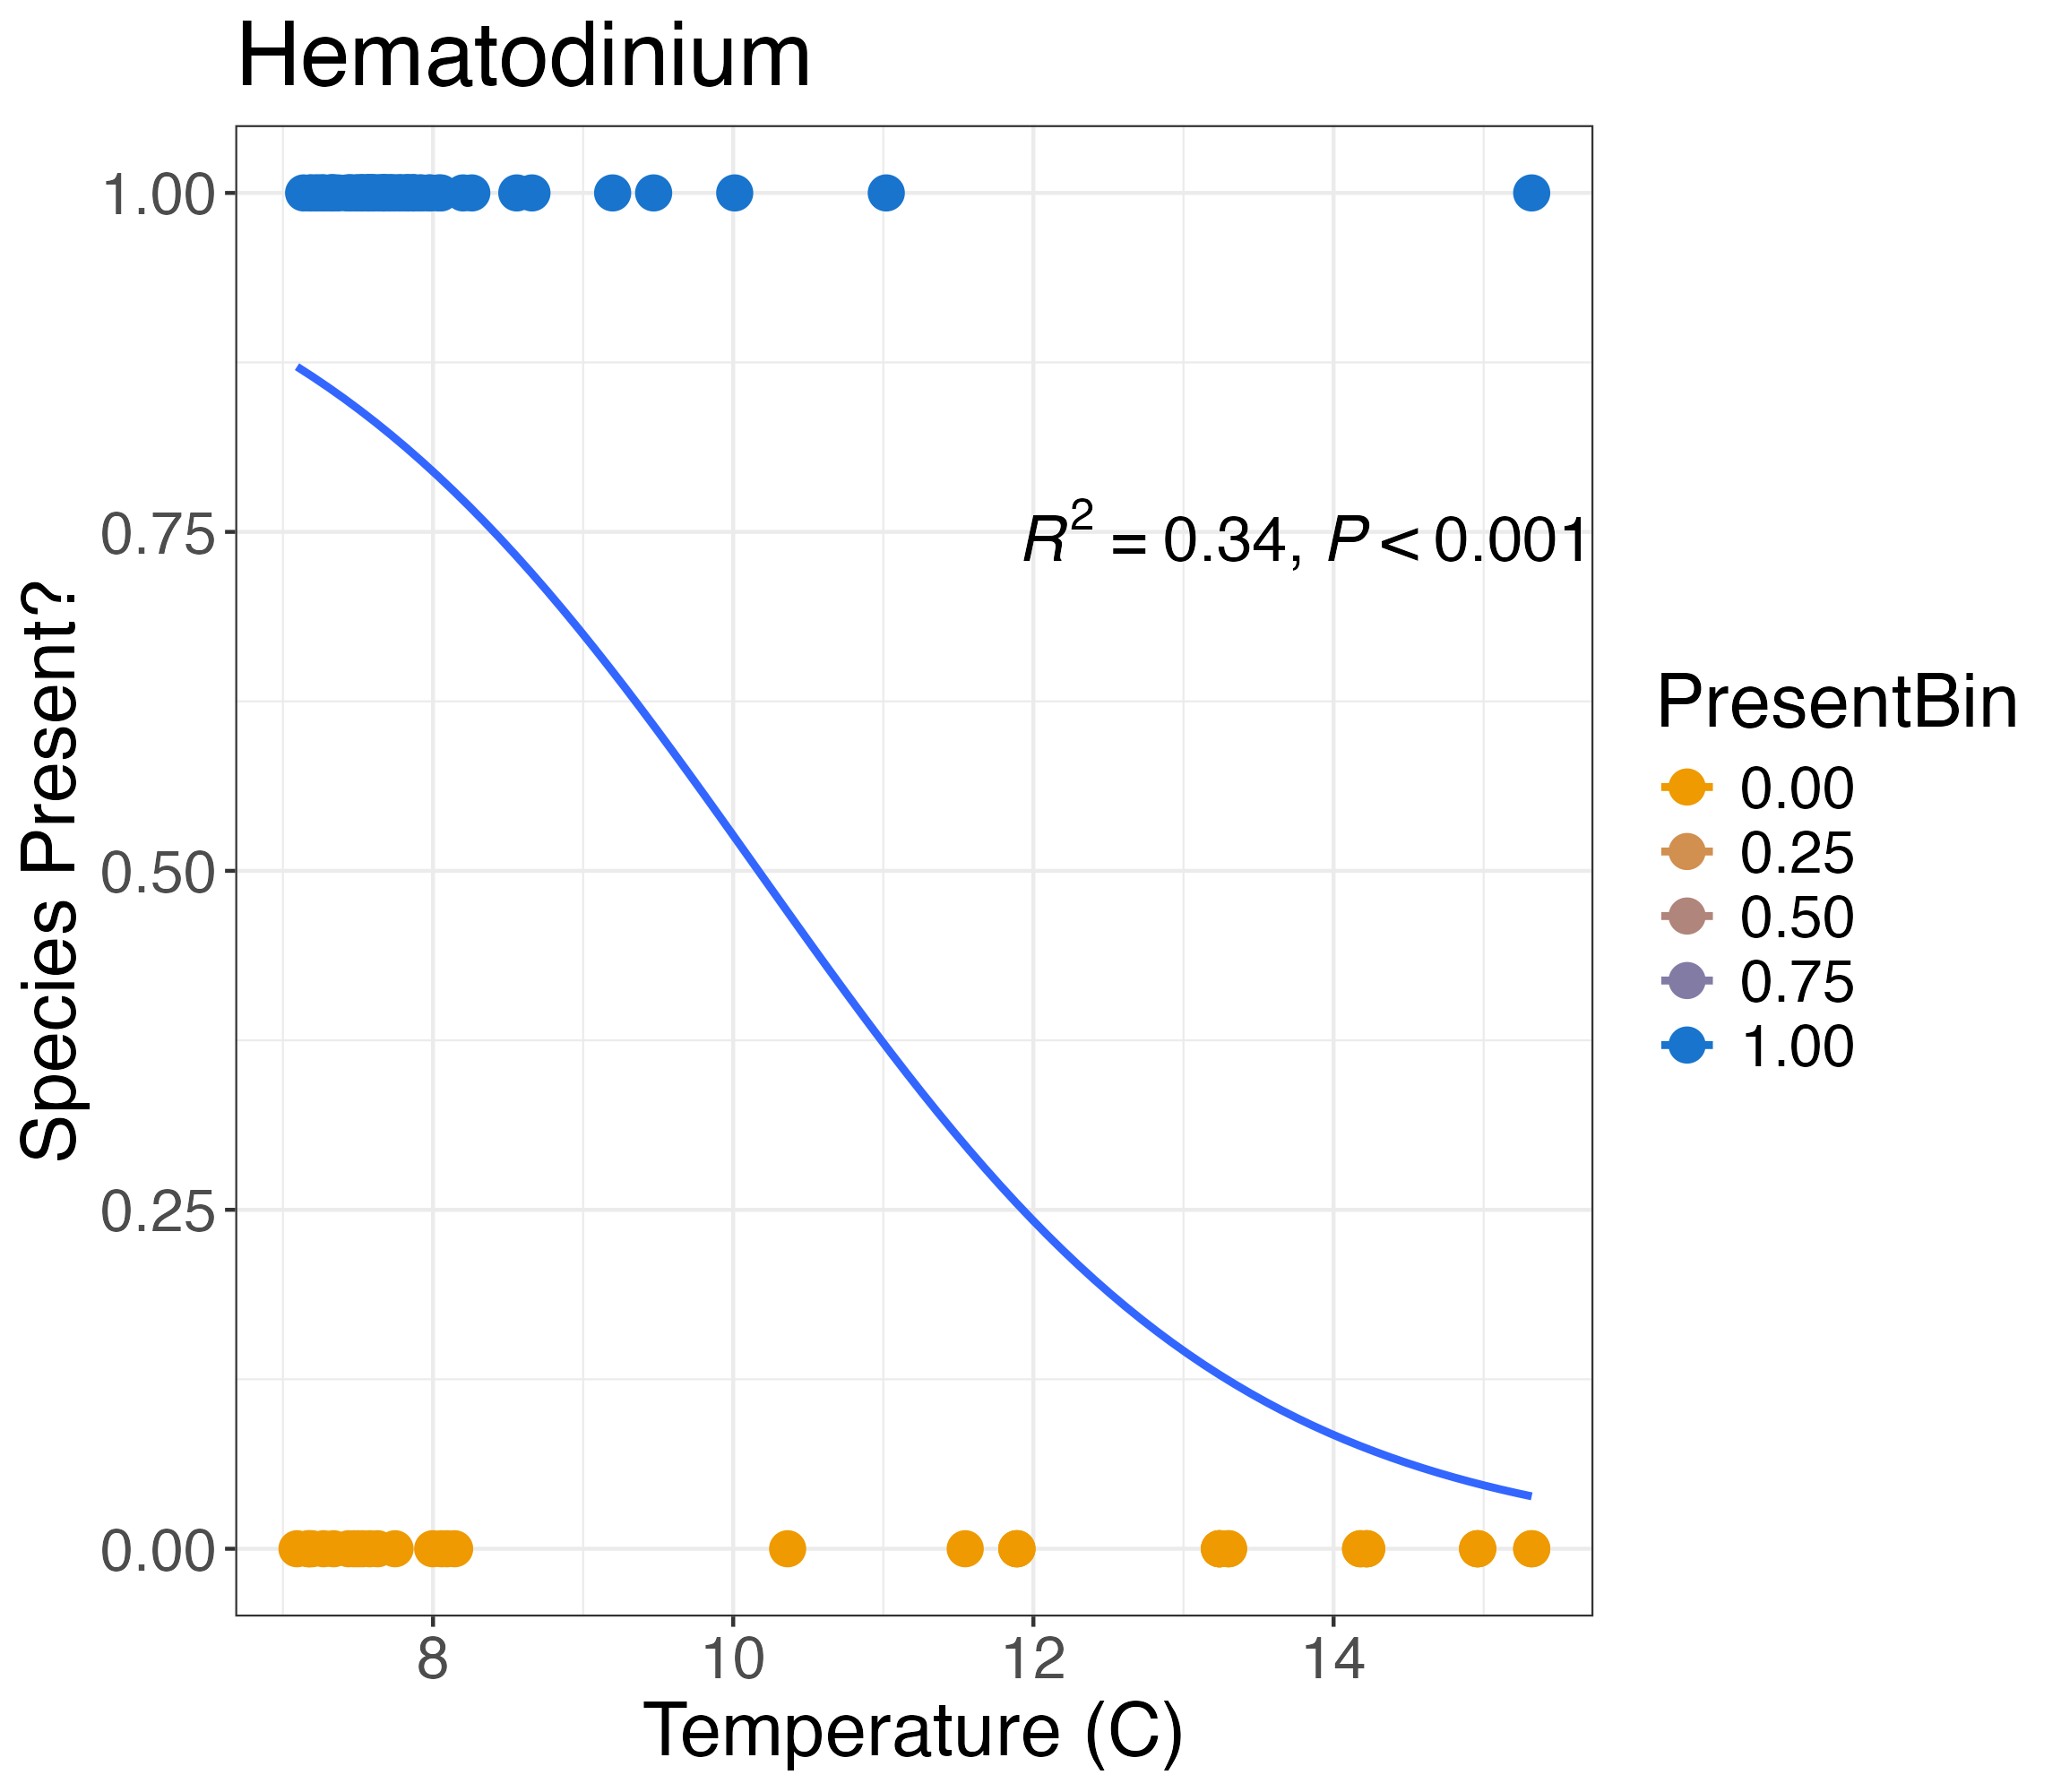 Hematodinium
1.00
0.75
0.50
0.25
0.00
Species Present?
R² = 0.34, P < 0.001
8 10 12 14
Temperature (C)
PresentBin
0.00
0.25
0.50
0.75
1.00